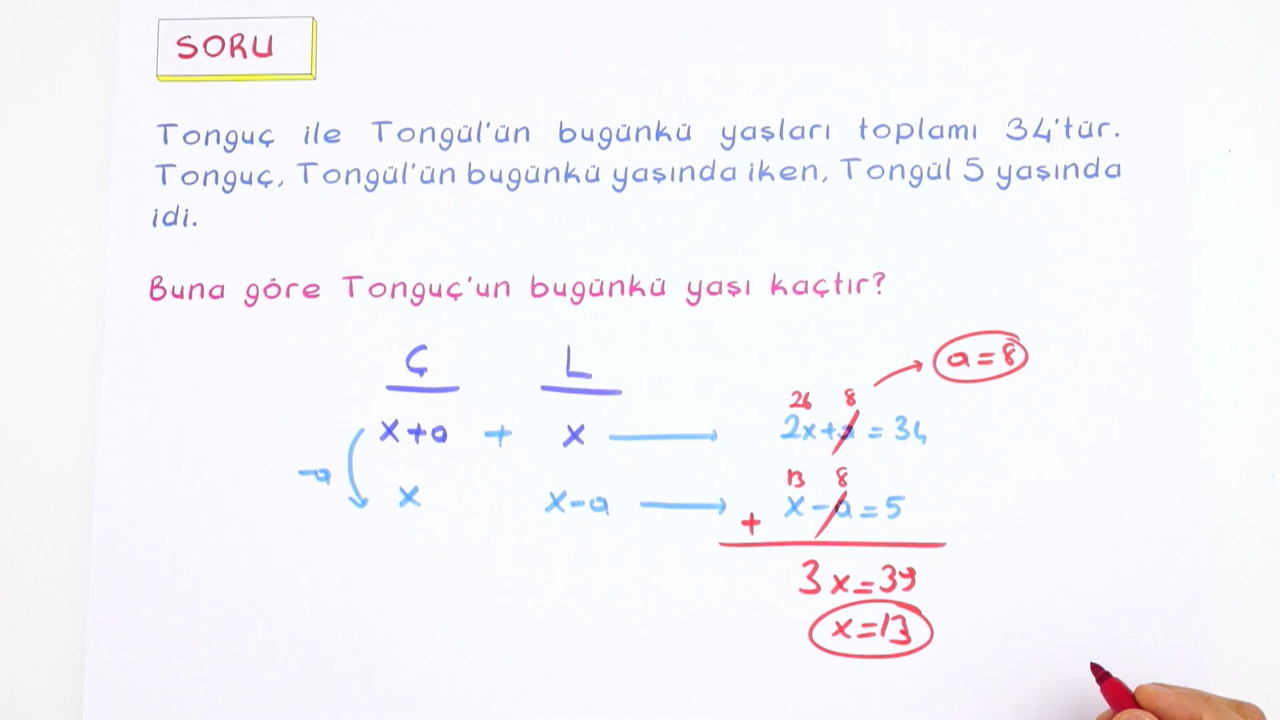 SORU
Tonguç ile Tongül'ün bugünkü yaşları toplamı 34'tür.
Tonguç, Tongül'ün bugünkü yaşında iken, Tongül 5 yaşında
idi.
Buna göre Tonguç'un bugünkü yaşı kaçtır?
Ç L
a=8
26 8
x+a + x 2x+a=34
-a
13 8
x x-a x-a=5
+
3x=39
x=13